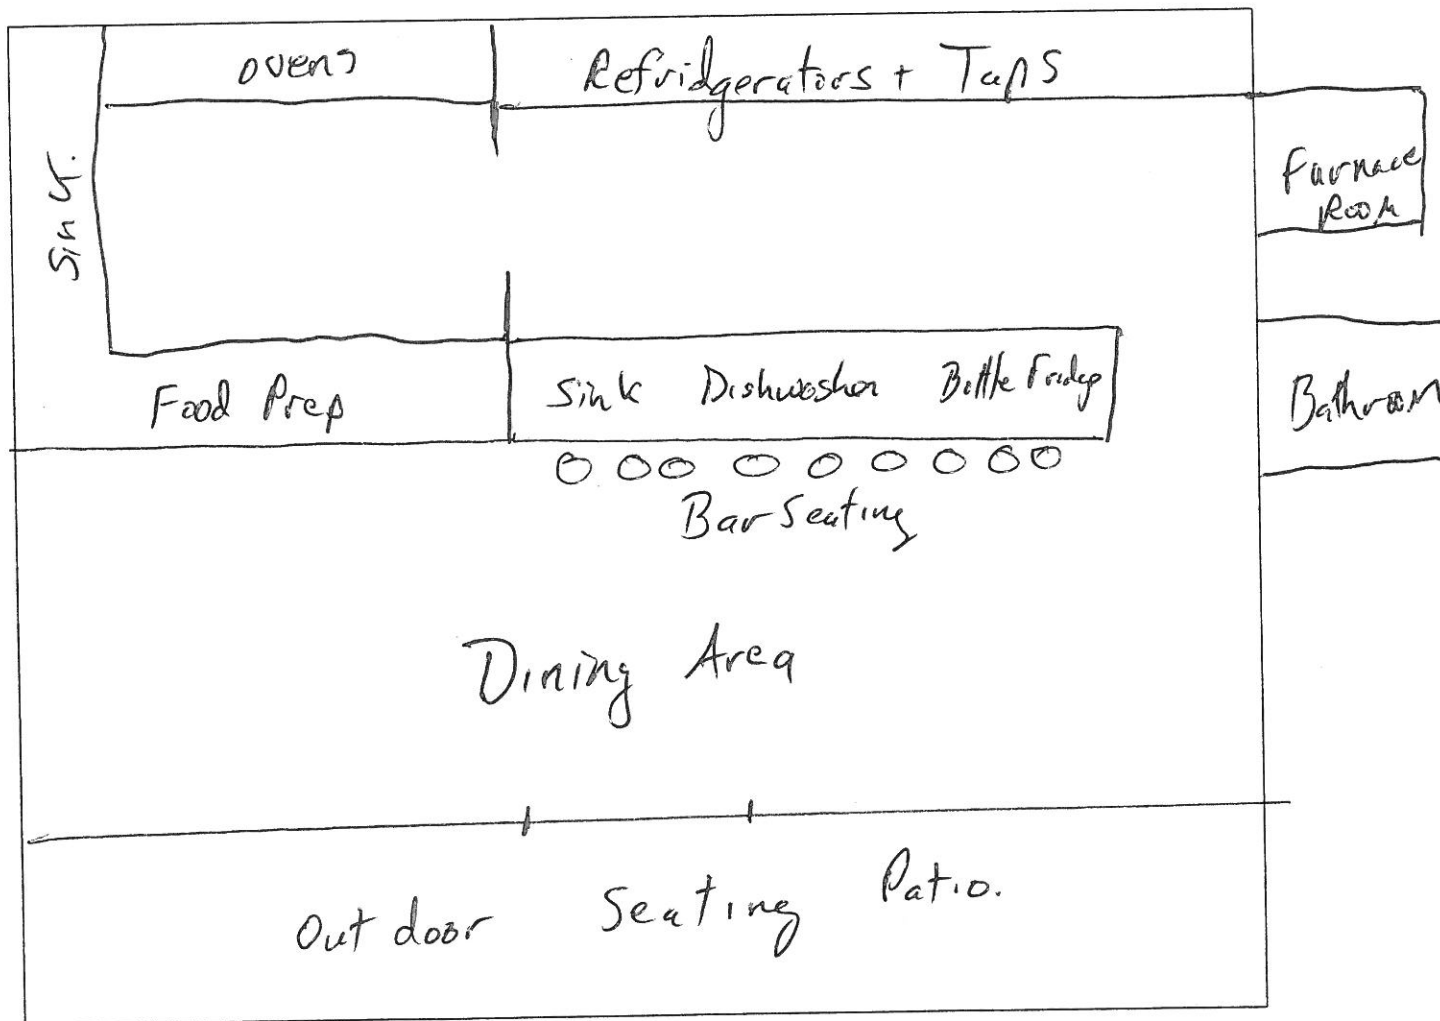 ovens
Refridgerators + Taps
Sink.
Furnace
Room
Food Prep
Sink Dishwasher Bottle Fridge
Bathroom
Bar Seating
Dining Area
Outdoor Seating Patio.